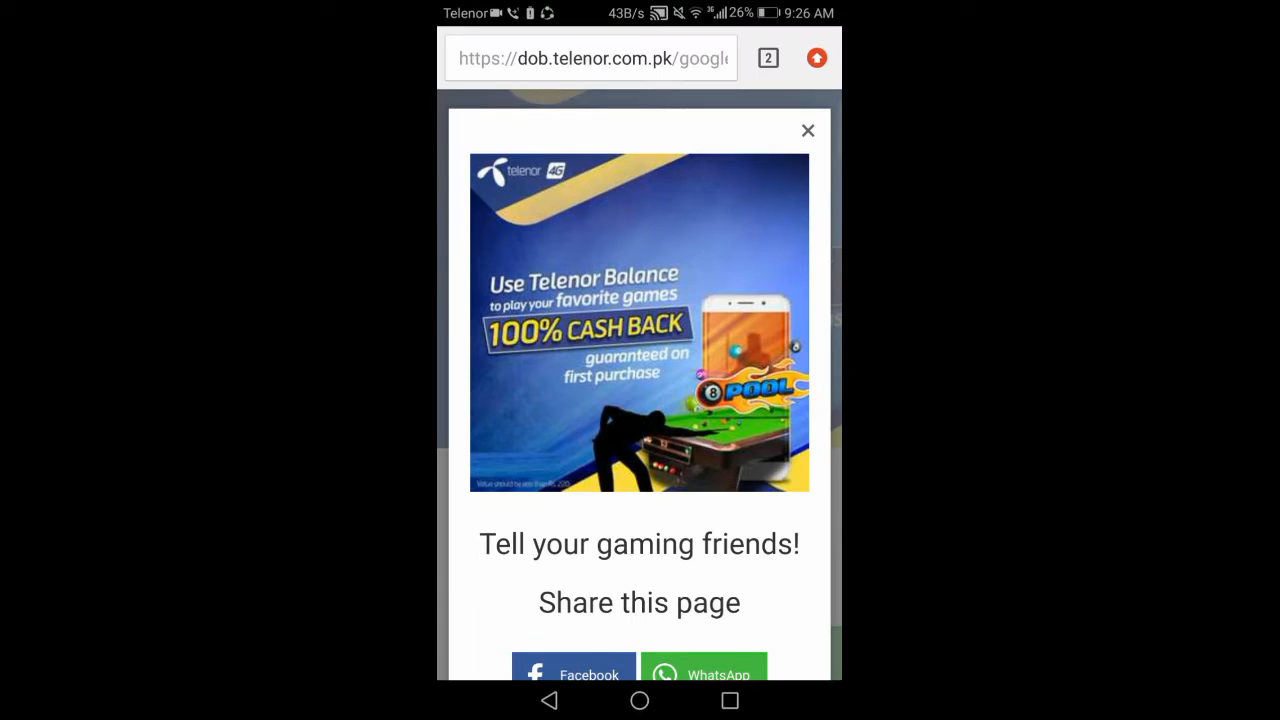 Telenor 43B/s 3G 26% 9:26 AM
https://dob.telenor.com.pk/google 2
telenor 4G
Use Telenor Balance
to play your favorite games
100% CASH BACK
guaranteed on
first purchase
8 POOL
Tell your gaming friends!
Share this page
Facebook WhatsApp